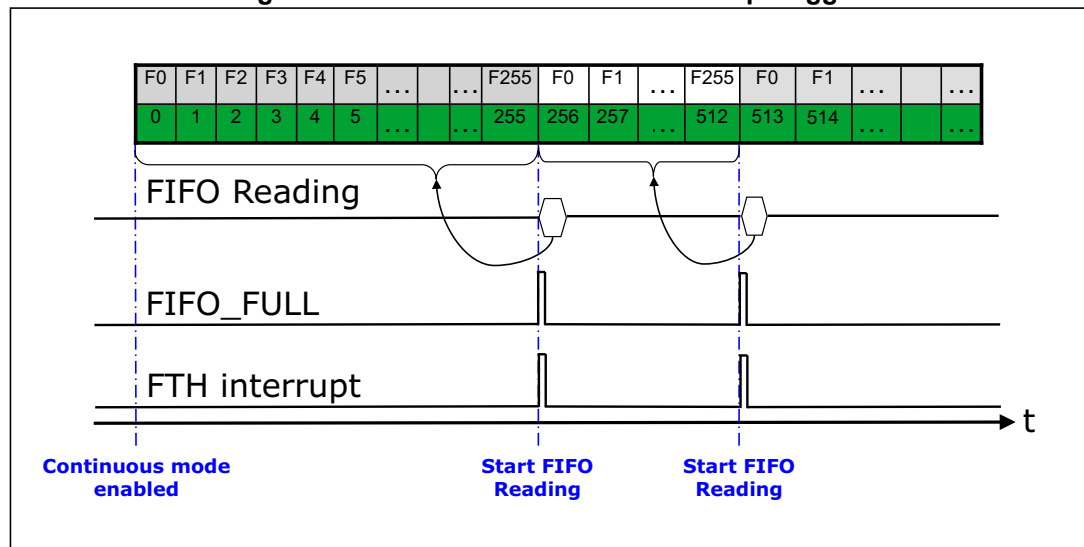 F0 F1 F2 F3 F4 F5 ... ... F255 F0 F1 ... F255 F0 F1 ... ...
0 1 2 3 4 5 ... ... 255 256 257 ... 512 513 514 ... ...
FIFO Reading
FIFO_FULL
FTH interrupt
t
Continuous mode
enabled
Start FIFO
Reading
Start FIFO
Reading